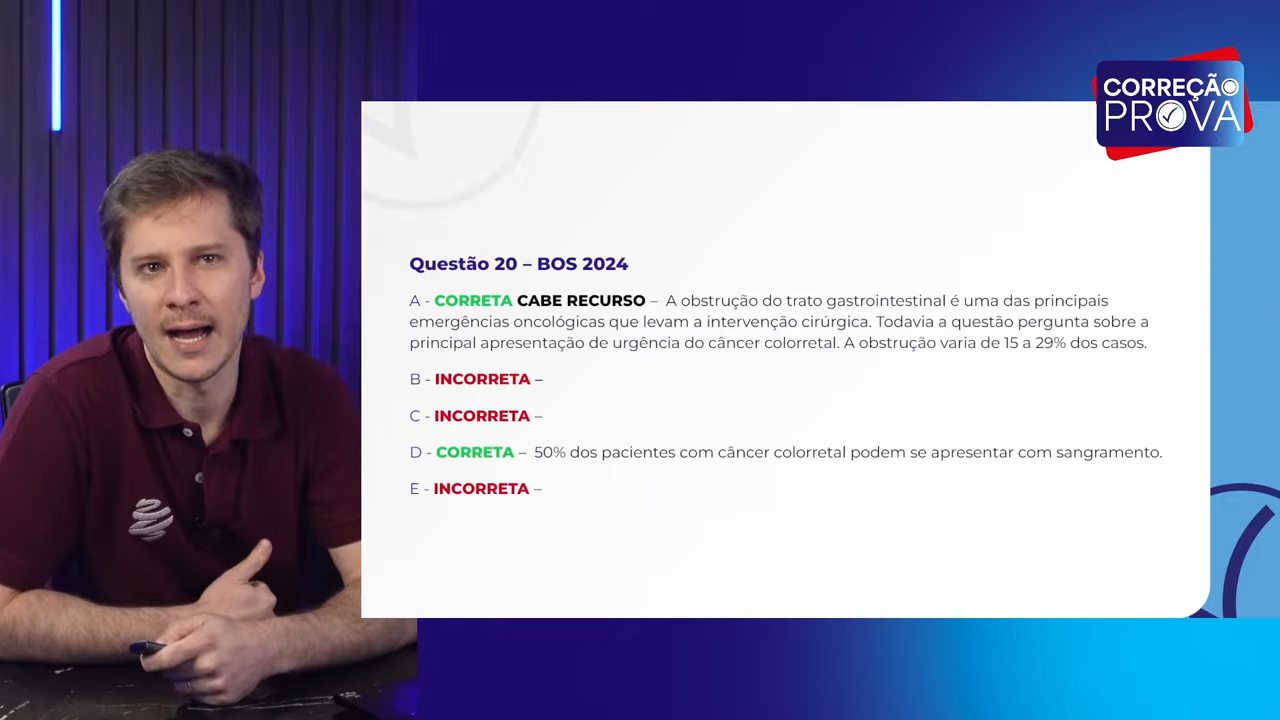 CORREÇÃO
PROVA
Questão 20 – BOS 2024
A - CORRETA CABE RECURSO – A obstrução do trato gastrointestinal é uma das principais
emergências oncológicas que levam a intervenção cirúrgica. Todavia a questão pergunta sobre a
principal apresentação de urgência do câncer colorretal. A obstrução varia de 15 a 29% dos casos.
B - INCORRETA –
C - INCORRETA –
D - CORRETA – 50% dos pacientes com câncer colorretal podem se apresentar com sangramento.
E - INCORRETA –